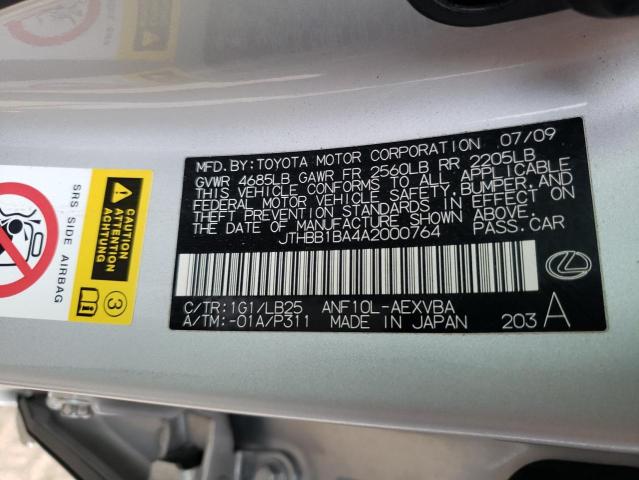 MFD. BY: TOYOTA MOTOR CORPORATION 07/09
GVWR 4685LB GAWR FR 2560LB RR 2205LB
THIS VEHICLE CONFORMS TO ALL APPLICABLE
FEDERAL MOTOR VEHICLE SAFETY, BUMPER, AND
THEFT PREVENTION STANDARDS IN EFFECT ON
THE DATE OF MANUFACTURE SHOWN ABOVE.
JTHBB1BA4A2000764 PASS. CAR
C/TR:1G1/LB25 ANF10L-AEXVBA
A/TM:-01A/P311 MADE IN JAPAN 203 A
SRS SIDE AIRBAG
ACHTUNG
3